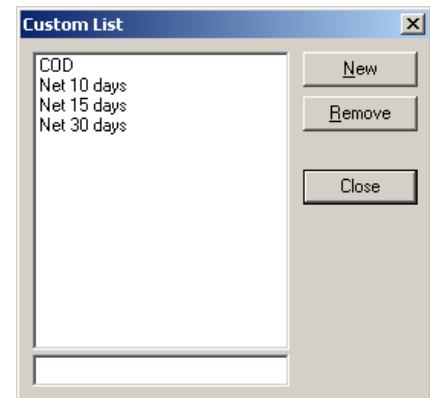 Custom List
COD
Net 10 days
Net 15 days
Net 30 days
New
Remove
Close